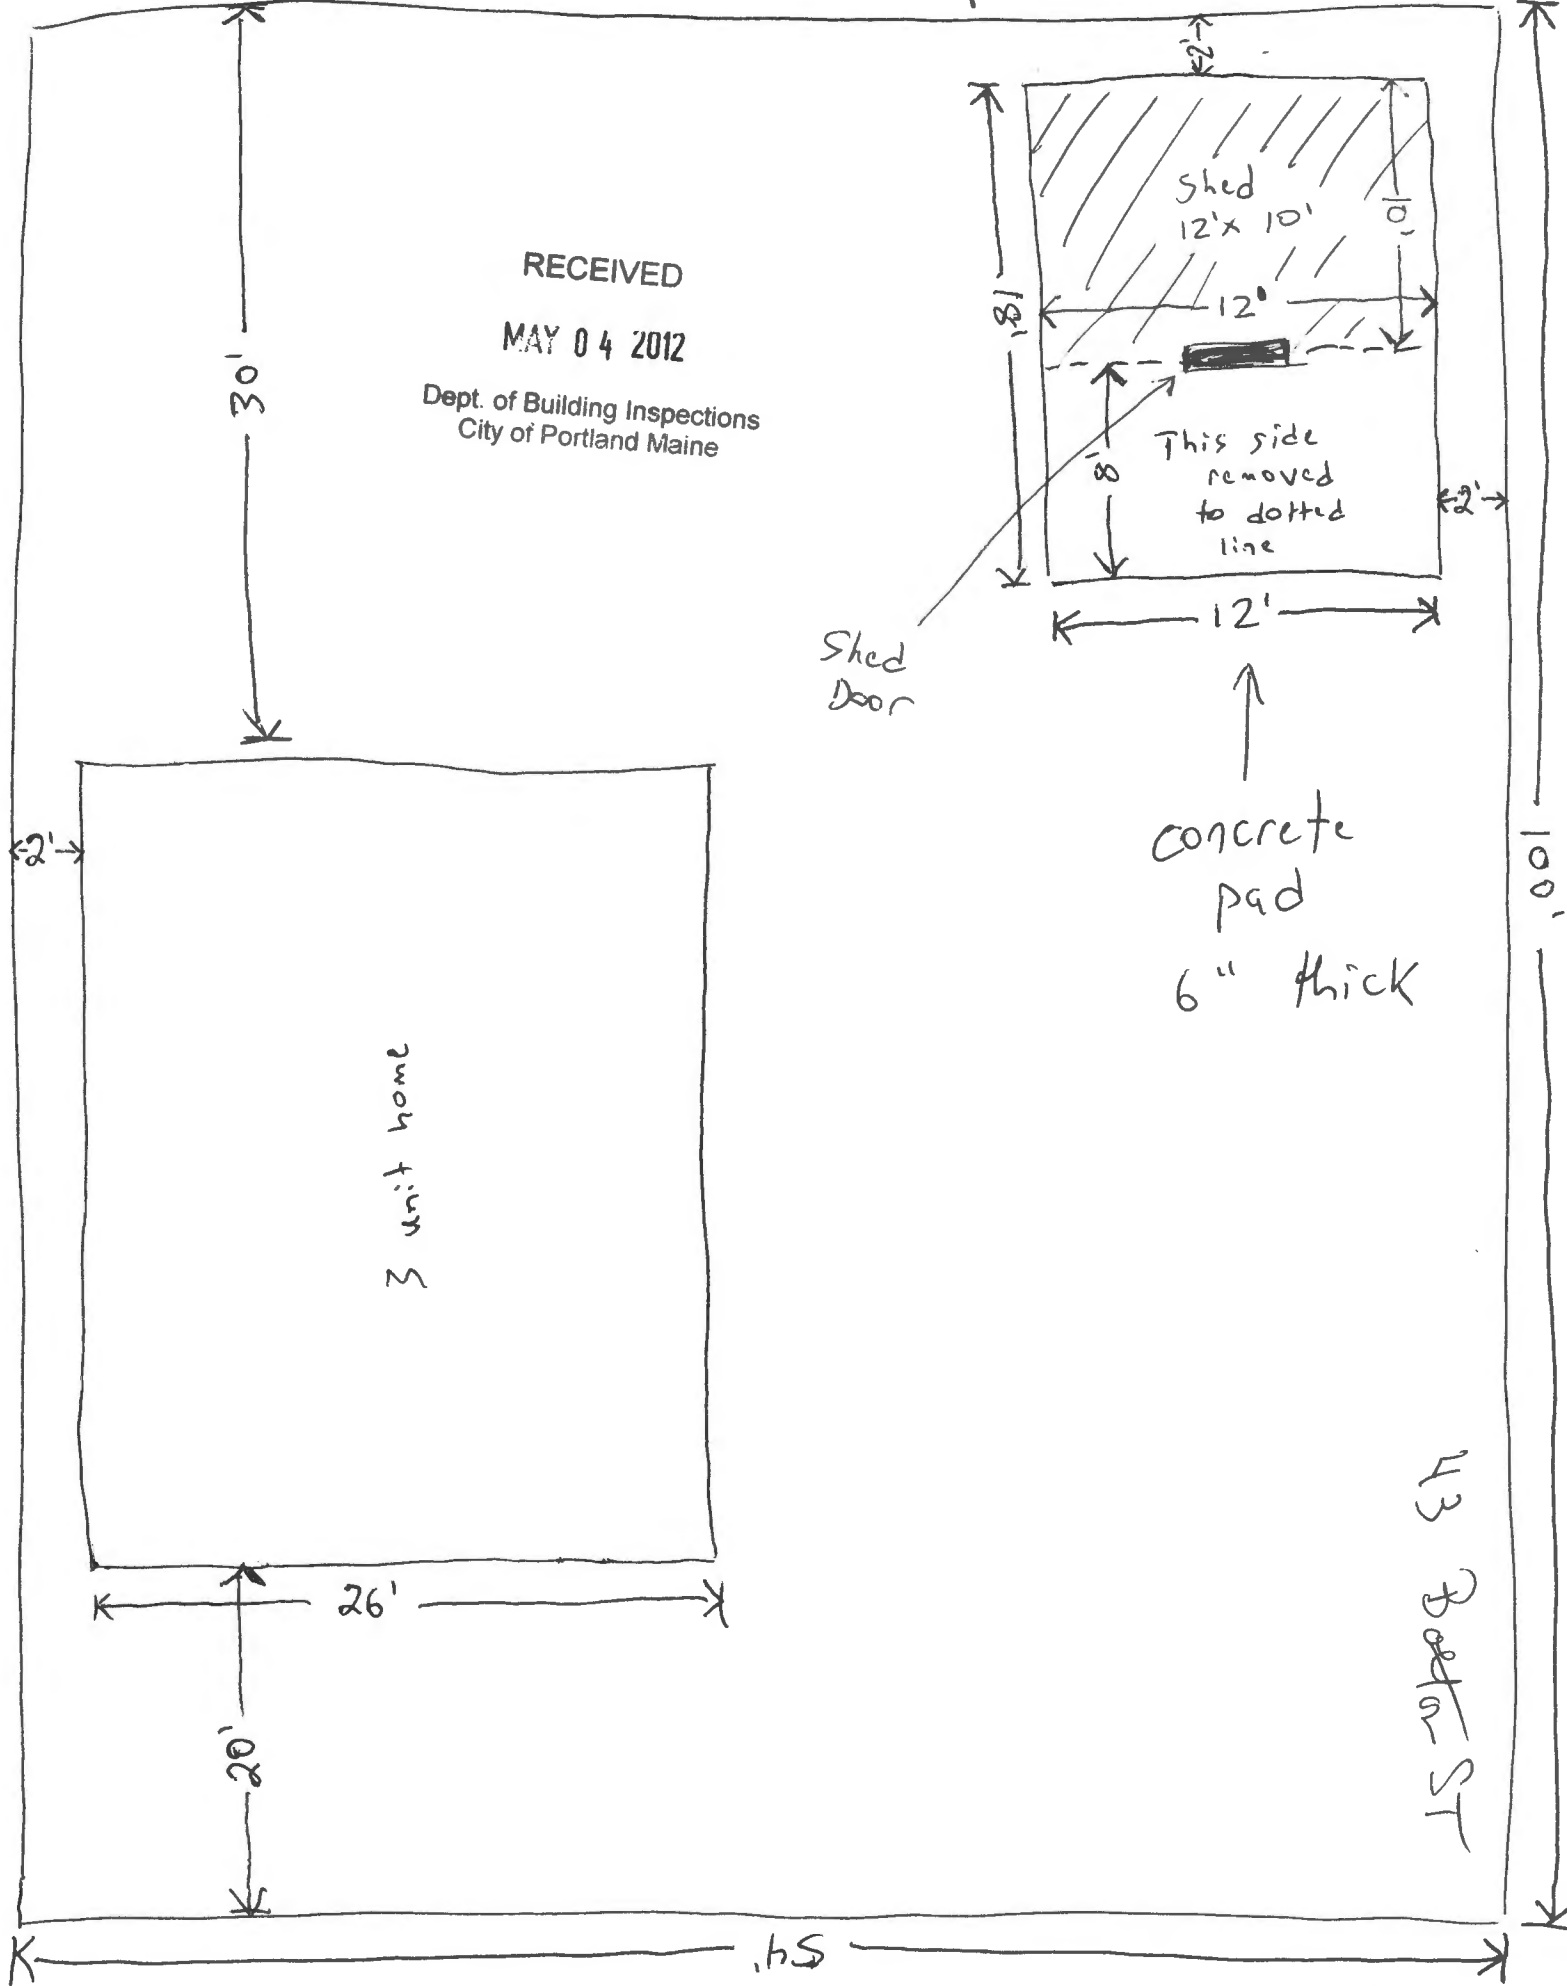 2'
Shed
12'x 10'
10'
12'
18'
8'
This side
removed
to dotted
line
2'
12'
Shed
Door
concrete
pad
6" thick
RECEIVED
MAY 04 2012
Dept. of Building Inspections
City of Portland Maine
30'
2'
3 unit home
26'
20'
100'
43
ST
54'